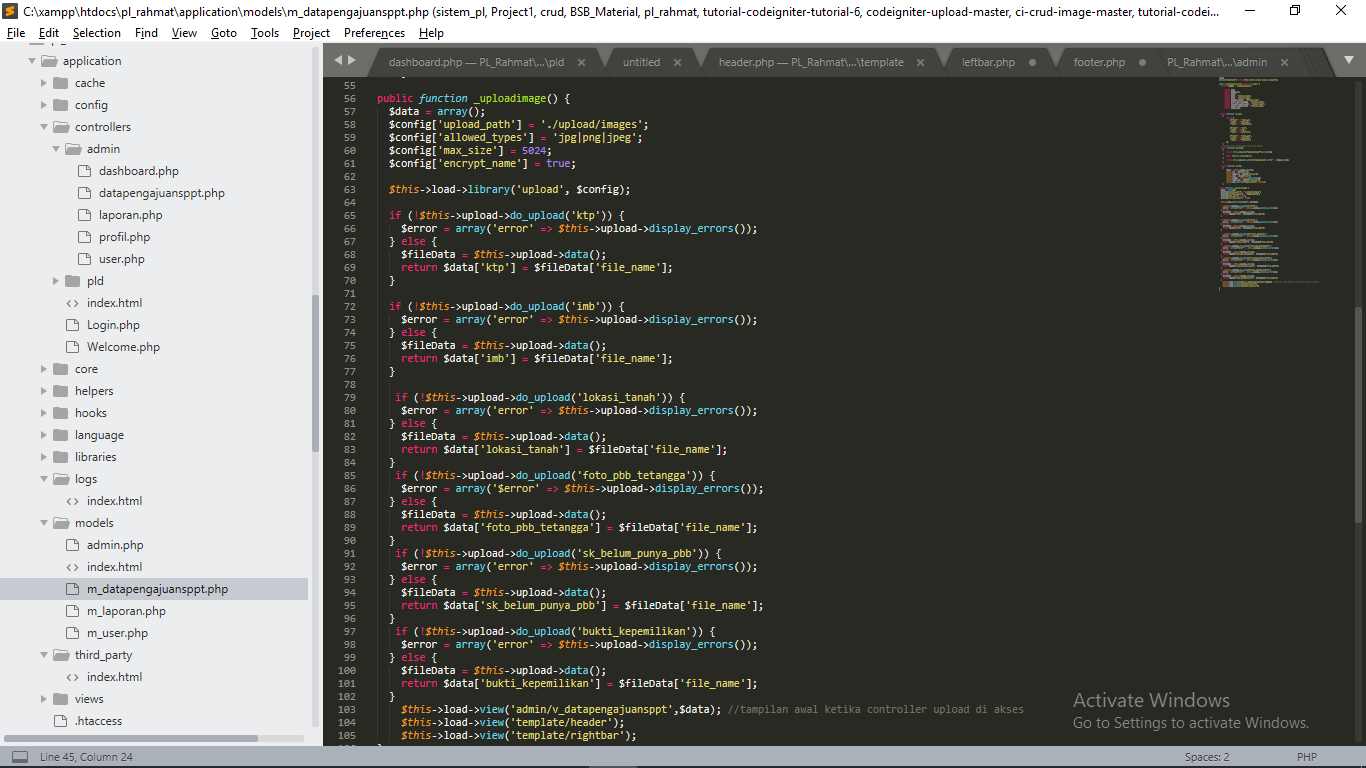 C:\xampp\htdocs\pl_rahmat\application\models\m_datapengajuansppt.php (sistem_pl, Project1, crud, BSB_Material, pl_rahmat, tutorial-codeigniter-tutorial-6, codeigniter-upload-master, ci-crud-image-master, tutorial-codei...
File Edit Selection Find View Goto Tools Project Preferences Help
application
cache
config
controllers
admin
dashboard.php
datapengajuansppt.php
laporan.php
profil.php
user.php
pld
index.html
Login.php
Welcome.php
core
helpers
hooks
language
libraries
logs
index.html
models
admin.php
index.html
m_datapengajuansppt.php
m_laporan.php
m_user.php
third_party
index.html
views
.htaccess
dashboard.php — PL_Rahmat\...\pld untitled header.php — PL_Rahmat\...\template leftbar.php footer.php PL_Rahmat\...\admin
55
56 public function _uploadimage() {
57 $data = array();
58 $config['upload_path'] = './upload/images';
59 $config['allowed_types'] = 'jpg|png|jpeg';
60 $config['max_size'] = 5024;
61 $config['encrypt_name'] = true;
62
63 $this->load->library('upload', $config);
64
65 if (!$this->upload->do_upload('ktp')) {
66 $error = array('error' => $this->upload->display_errors());
67 } else {
68 $fileData = $this->upload->data();
69 return $data['ktp'] = $fileData['file_name'];
70 }
71
72 if (!$this->upload->do_upload('imb')) {
73 $error = array('error' => $this->upload->display_errors());
74 } else {
75 $fileData = $this->upload->data();
76 return $data['imb'] = $fileData['file_name'];
77 }
78
79 if (!$this->upload->do_upload('lokasi_tanah')) {
80 $error = array('error' => $this->upload->display_errors());
81 } else {
82 $fileData = $this->upload->data();
83 return $data['lokasi_tanah'] = $fileData['file_name'];
84 }
85 if (!$this->upload->do_upload('foto_pbb_tetangga')) {
86 $error = array('$error' => $this->upload->display_errors());
87 } else {
88 $fileData = $this->upload->data();
89 return $data['foto_pbb_tetangga'] = $fileData['file_name'];
90 }
91 if (!$this->upload->do_upload('sk_belum_punya_pbb')) {
92 $error = array('error' => $this->upload->display_errors());
93 } else {
94 $fileData = $this->upload->data();
95 return $data['sk_belum_punya_pbb'] = $fileData['file_name'];
96 }
97 if (!$this->upload->do_upload('bukti_kepemilikan')) {
98 $error = array('error' => $this->upload->display_errors());
99 } else {
100 $fileData = $this->upload->data();
101 return $data['bukti_kepemilikan'] = $fileData['file_name'];
102 }
103 $this->load->view('admin/v_datapengajuansppt',$data); //tampilan awal ketika controller upload di akses
104 $this->load->view('template/header');
105 $this->load->view('template/rightbar');
Activate Windows
Go to Settings to activate Windows.
Line 45, Column 24 Spaces: 2 PHP